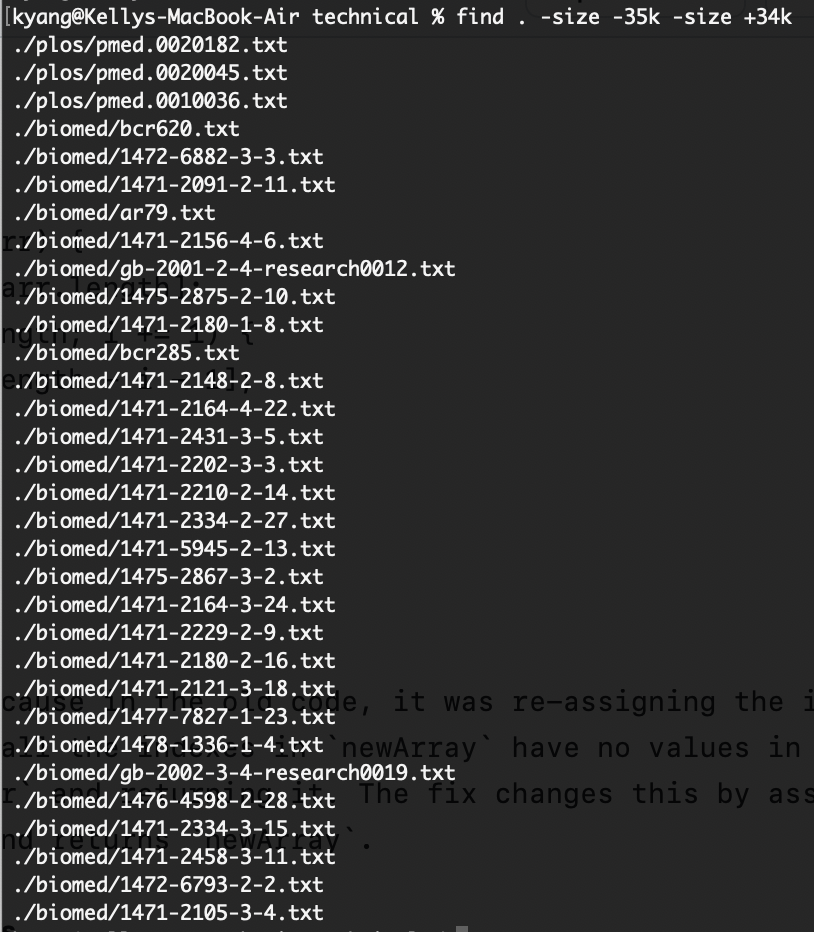 [kyang@Kellys-MacBook-Air technical % find . -size -35k -size +34k
./plos/pmed.0020182.txt
./plos/pmed.0020045.txt
./plos/pmed.0010036.txt
./biomed/bcr620.txt
./biomed/1472-6882-3-3.txt
./biomed/1471-2091-2-11.txt
./biomed/ar79.txt
./biomed/1471-2156-4-6.txt
./biomed/gb-2001-2-4-research0012.txt
./biomed/1475-2875-2-10.txt
./biomed/1471-2180-1-8.txt
./biomed/bcr285.txt
./biomed/1471-2148-2-8.txt
./biomed/1471-2164-4-22.txt
./biomed/1471-2431-3-5.txt
./biomed/1471-2202-3-3.txt
./biomed/1471-2210-2-14.txt
./biomed/1471-2334-2-27.txt
./biomed/1471-5945-2-13.txt
./biomed/1475-2867-3-2.txt
./biomed/1471-2164-3-24.txt
./biomed/1471-2229-2-9.txt
./biomed/1471-2180-2-16.txt
./biomed/1471-2121-3-18.txt
cause in the old code, it was re-assigning the
./biomed/1477-7827-1-23.txt
./biomed/1478-1336-1-4.txt
all the indexes in `newArray` have no values in
./biomed/gb-2002-3-4-research0019.txt
and returning it. The fix changes this by
./biomed/1476-4598-2-28.txt
./biomed/1471-2334-3-15.txt
returns `newArray`.
./biomed/1471-2458-3-11.txt
./biomed/1472-6793-2-2.txt
./biomed/1471-2105-3-4.txt